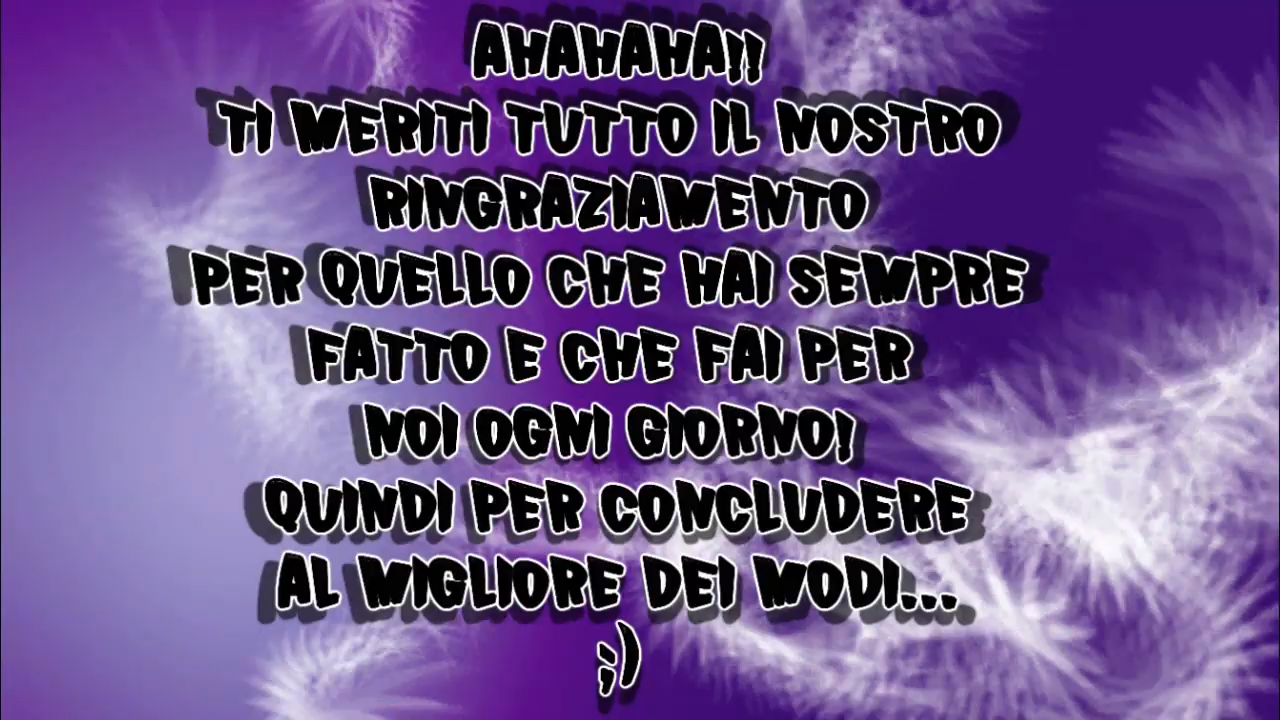 AHAHAHA!!
TI MERITI TUTTO IL NOSTRO
RINGRAZIAMENTO
PER QUELLO CHE HAI SEMPRE
FATTO E CHE FAI PER
NOI OGNI GIORNO!
QUINDI PER CONCLUDERE
AL MIGLIORE DEI MODI...
;)